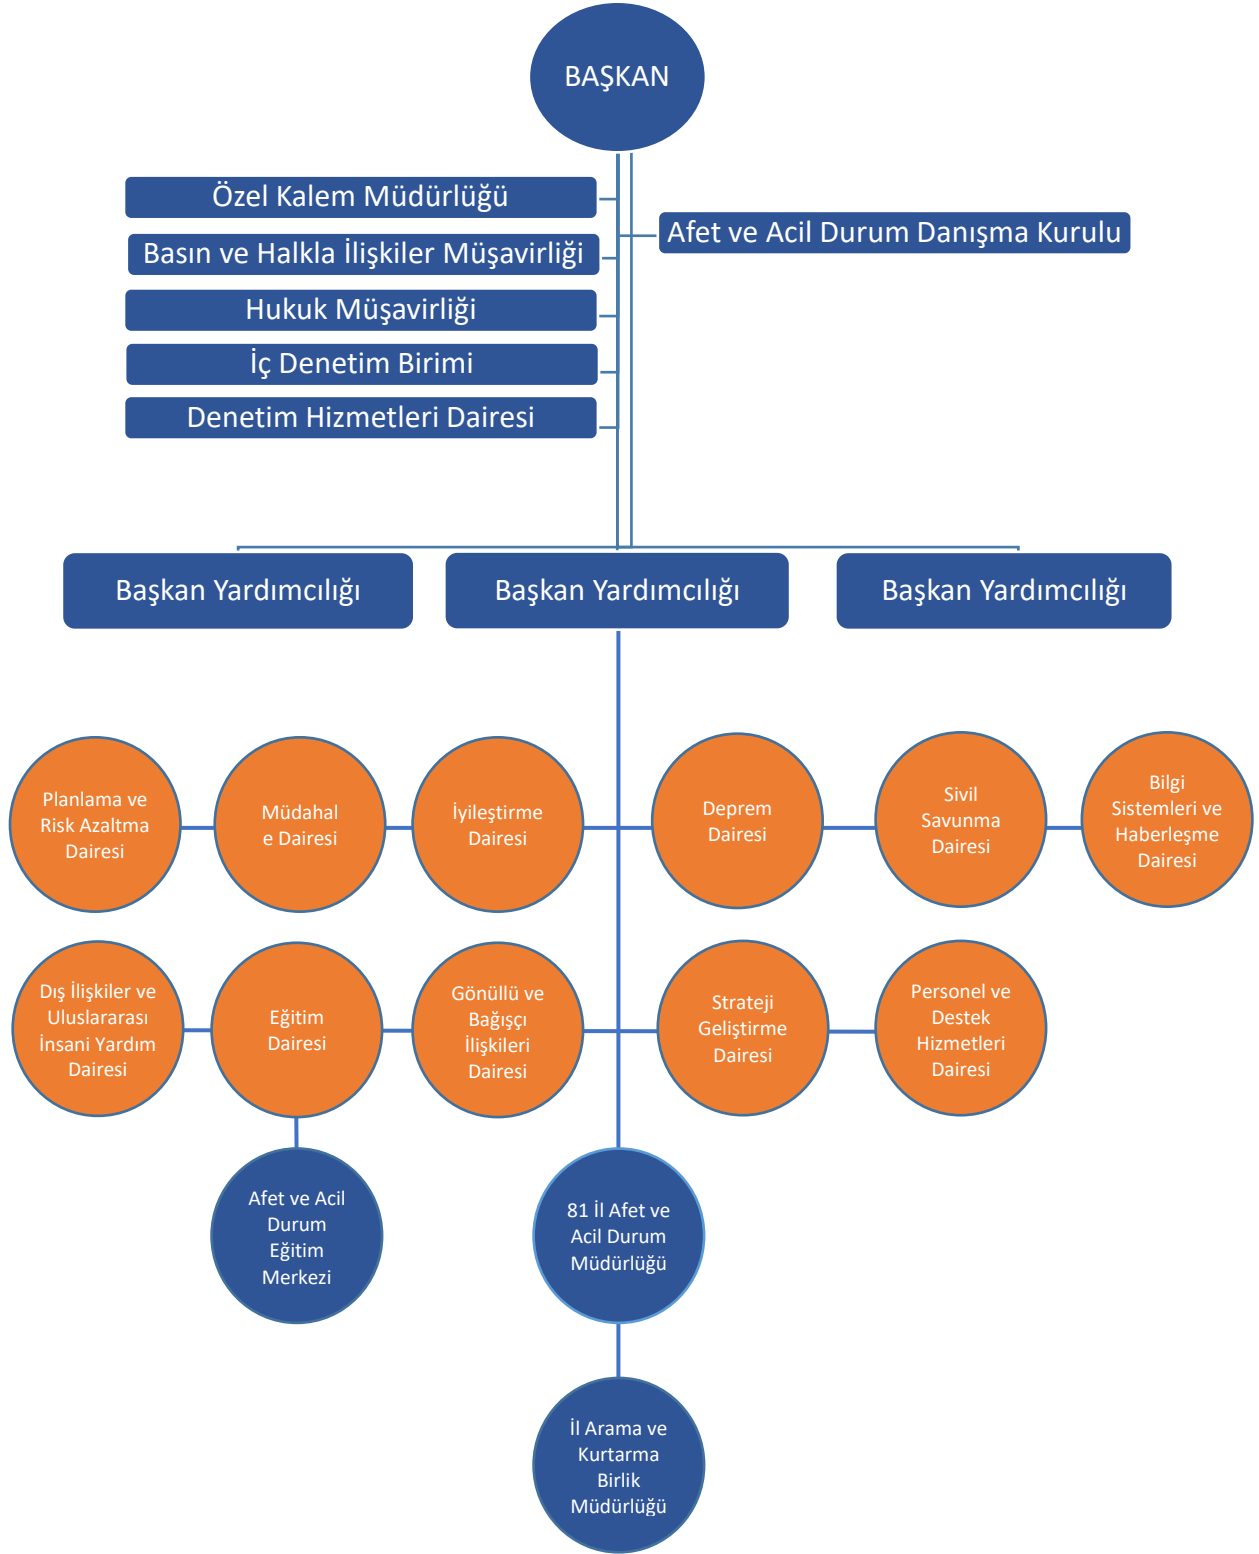 BAŞKAN
Özel Kalem Müdürlüğü
Basın ve Halkla İlişkiler Müşavirliği
Hukuk Müşavirliği
İç Denetim Birimi
Denetim Hizmetleri Dairesi
Afet ve Acil Durum Danışma Kurulu
Başkan Yardımcılığı
Başkan Yardımcılığı
Başkan Yardımcılığı
Planlama ve
Risk Azaltma
Dairesi
Müdahal
e Dairesi
İyileştirme
Dairesi
Deprem
Dairesi
Sivil
Savunma
Dairesi
Bilgi
Sistemleri ve
Haberleşme
Dairesi
Dış İlişkiler ve
Uluslararası
İnsani Yardım
Dairesi
Eğitim
Dairesi
Gönüllü ve
Bağışçı
İlişkileri
Dairesi
Strateji
Geliştirme
Dairesi
Personel ve
Destek
Hizmetleri
Dairesi
Afet ve Acil
Durum
Eğitim
Merkezi
81 İl Afet ve
Acil Durum
Müdürlüğü
İl Arama ve
Kurtarma
Birlik
Müdürlüğü